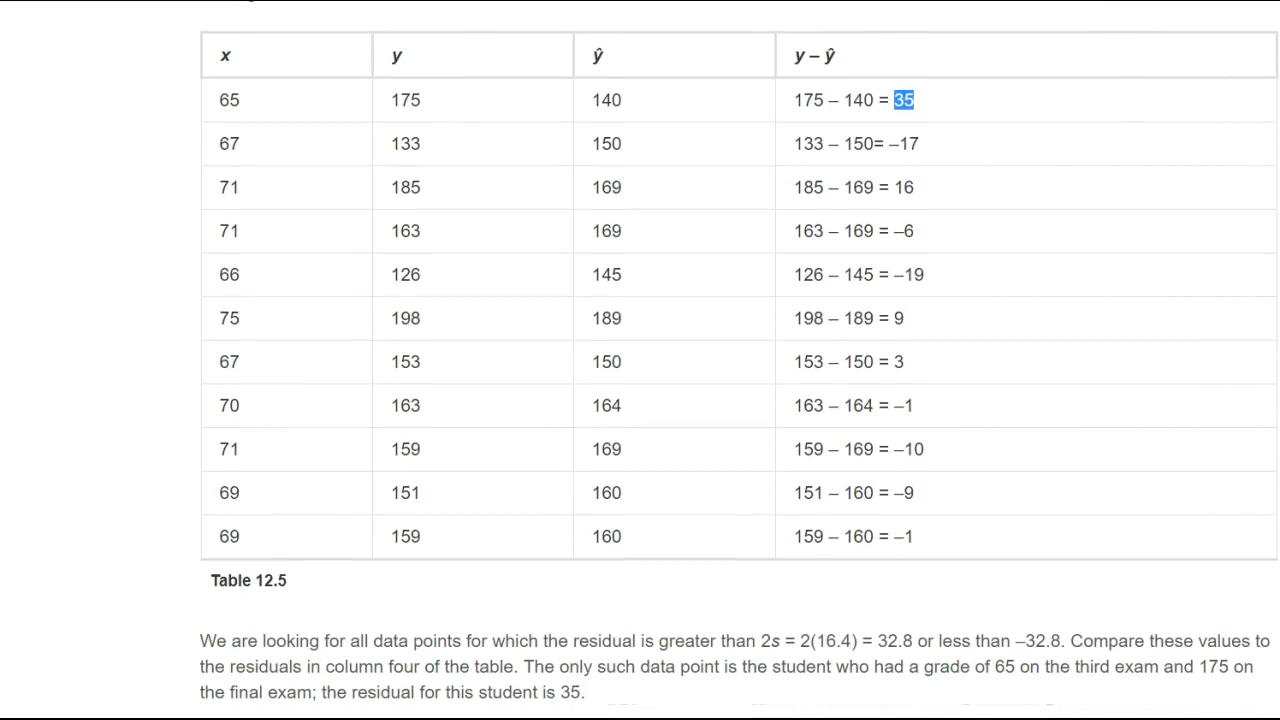 x y ŷ y – ŷ
65 175 140 175 – 140 = 35
67 133 150 133 – 150= –17
71 185 169 185 – 169 = 16
71 163 169 163 – 169 = –6
66 126 145 126 – 145 = –19
75 198 189 198 – 189 = 9
67 153 150 153 – 150 = 3
70 163 164 163 – 164 = –1
71 159 169 159 – 169 = –10
69 151 160 151 – 160 = –9
69 159 160 159 – 160 = –1
Table 12.5
We are looking for all data points for which the residual is greater than 2s = 2(16.4) = 32.8 or less than –32.8. Compare these values to
the residuals in column four of the table. The only such data point is the student who had a grade of 65 on the third exam and 175 on
the final exam; the residual for this student is 35.